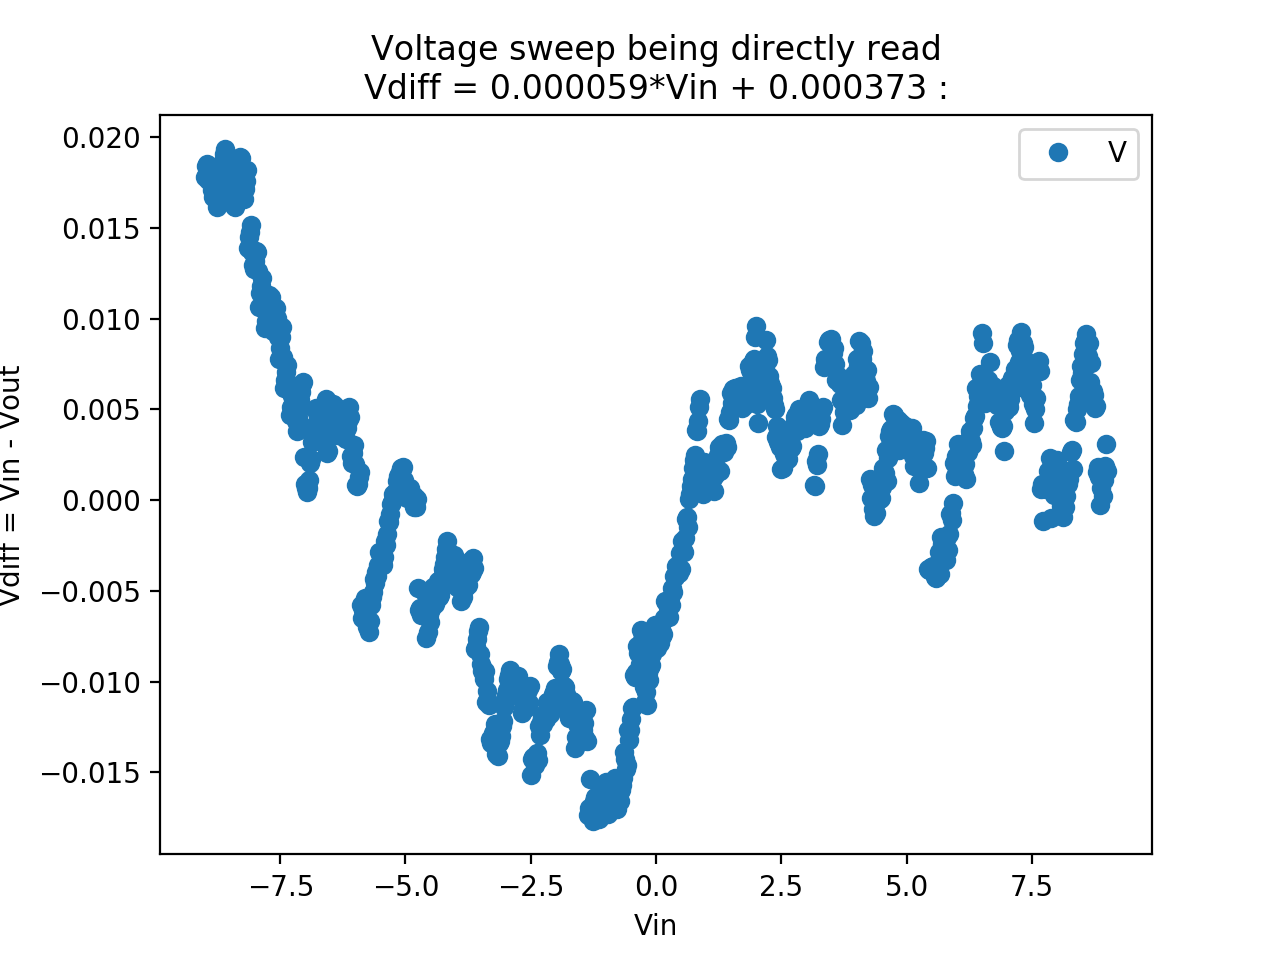 Voltage sweep being directly read
Vdiff = 0.000059*Vin + 0.000373 :
V
0.020
0.015
0.010
0.005
0.000
−0.005
−0.010
−0.015
Vdiff = Vin - Vout
−7.5 −5.0 −2.5 0.0 2.5 5.0 7.5
Vin